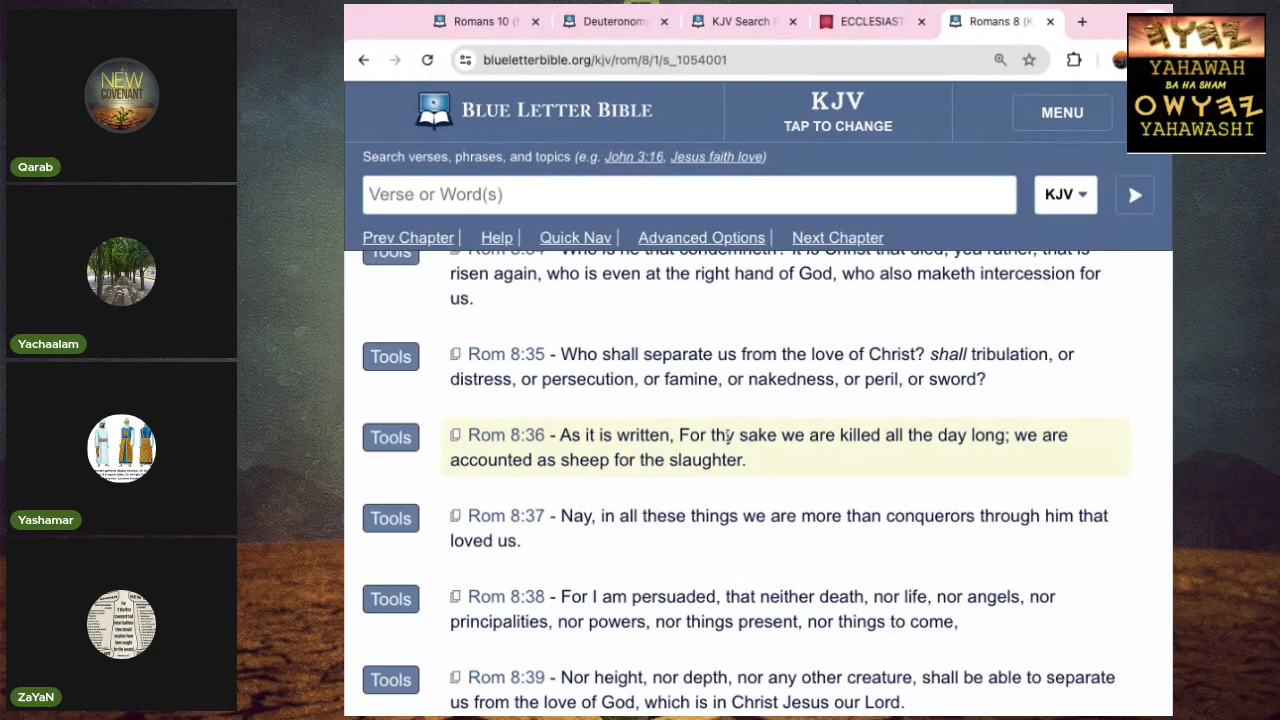 Romans 10 (
Deuteronomy
KJV Search R
ECCLESIAST
Romans 8 (K
blueletterbible.org/kjv/rom/8/1/s_1054001
BLUE LETTER BIBLE
KJV
TAP TO CHANGE
MENU
Search verses, phrases, and topics (e.g. John 3:16, Jesus faith love)
Verse or Word(s)
KJV
Prev Chapter | Help | Quick Nav | Advanced Options | Next Chapter
Tools
risen again, who is even at the right hand of God, who also maketh intercession for
us.
Tools Rom 8:35 - Who shall separate us from the love of Christ? shall tribulation, or
distress, or persecution, or famine, or nakedness, or peril, or sword?
Tools Rom 8:36 - As it is written, For thy sake we are killed all the day long; we are
accounted as sheep for the slaughter.
Tools Rom 8:37 - Nay, in all these things we are more than conquerors through him that
loved us.
Tools Rom 8:38 - For I am persuaded, that neither death, nor life, nor angels, nor
principalities, nor powers, nor things present, nor things to come,
Tools Rom 8:39 - Nor height, nor depth, nor any other creature, shall be able to separate
us from the love of God, which is in Christ Jesus our Lord.
YAHAWAH
BA HA SHAM
YAHAWASHI
NEW
COVENANT
Qarab
Yachaalam
Yashamar
ZaYaN